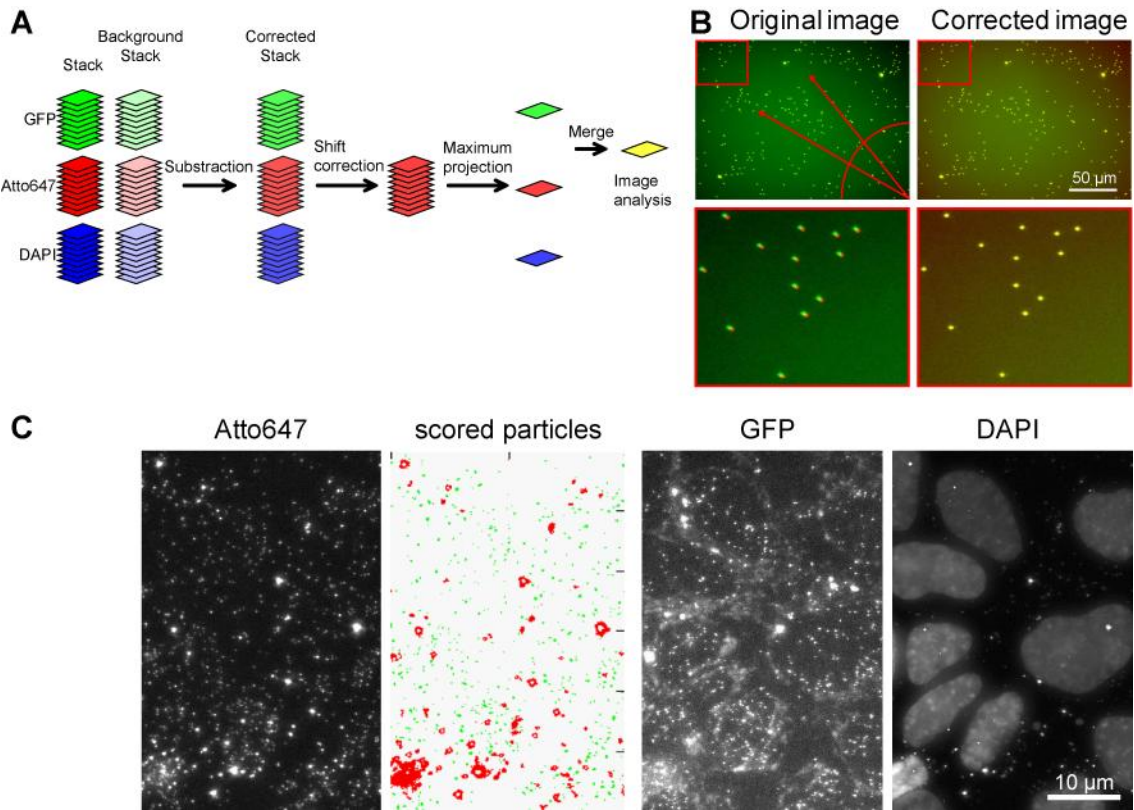 A
Background
Stack
Stack
Corrected
Stack
GFP
Atto647
DAPI
Substraction
Shift
correction
Maximum
projection
Merge
Image
analysis
B
Original image
Corrected image
50 µm
C
Atto647
scored particles
GFP
DAPI
10 µm